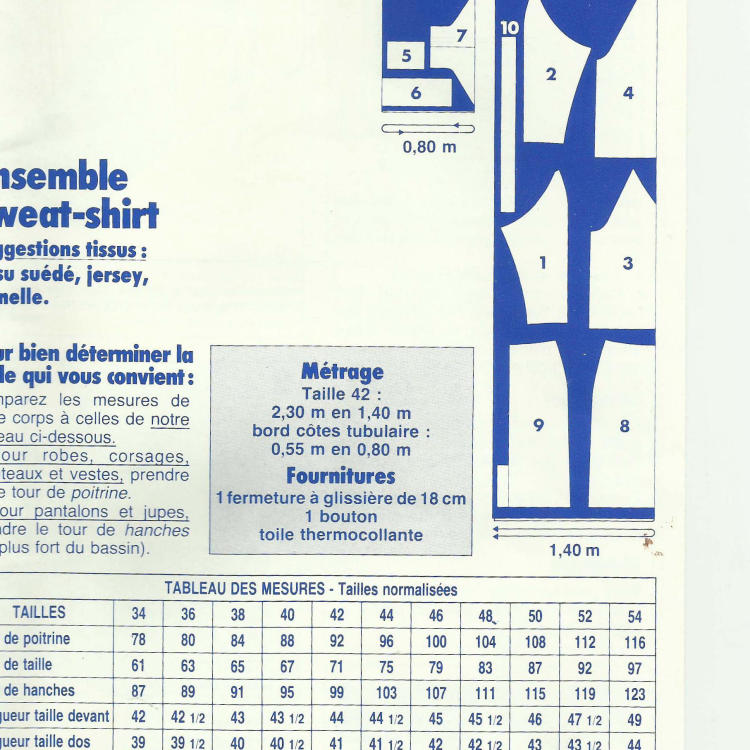 7
10
5
2
6
4
0,80 m
nsemble
weat-shirt
ggestions tissus :
su suédé, jersey,
nelle.
1
3
ur bien déterminer la
le qui vous convient :
mparez les mesures de
e corps à celles de notre
eau ci-dessous.
our robes, corsages,
teaux et vestes, prendre
e tour de poitrine.
our pantalons et jupes,
ndre le tour de hanches
plus fort du bassin).
Métrage
Taille 42 :
2,30 m en 1,40 m
bord côtes tubulaire :
0,55 m en 0,80 m
Fournitures
1 fermeture à glissière de 18 cm
1 bouton
toile thermocollante
9
8
1,40 m
TABLEAU DES MESURES - Tailles normalisées
TAILLES 34 36 38 40 42 44 46 48 50 52 54
de poitrine 78 80 84 88 92 96 100 104 108 112 116
de taille 61 63 65 67 71 75 79 83 87 92 97
de hanches 87 89 91 95 99 103 107 111 115 119 123
gueur taille devant 42 42 1/2 43 43 1/2 44 44 1/2 45 45 1/2 46 47 1/2 49
gueur taille dos 39 39 1/2 40 40 1/2 41 41 1/2 42 42 1/2 43 43 1/2 44